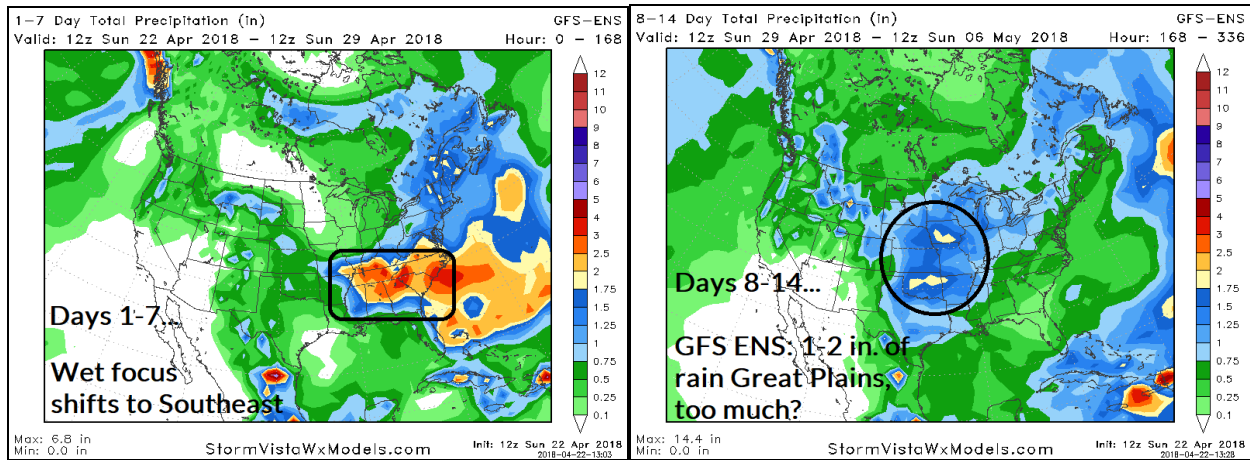 1-7 Day Total Precipitation (in)
GFS-ENS
Valid: 12z Sun 22 Apr 2018 - 12z Sun 29 Apr 2018
Hour: 0 - 168
12
11
10
9
8
7
6
5
4
3
2.5
2
1.75
1.5
1.25
1
0.75
0.5
0.25
0.1
Days 1-7...
Wet focus
shifts to Southeast
Max: 6.8 in
Min: 0.0 in
StormVistaWxModels.com
Init: 12z Sun 22 Apr 2018
2018-04-22-13:03
8-14 Day Total Precipitation (in)
GFS-ENS
Valid: 12z Sun 29 Apr 2018 - 12z Sun 06 May 2018
Hour: 168 - 336
12
11
10
9
8
7
6
5
4
3
2.5
2
1.75
1.5
1.25
1
0.75
0.5
0.25
0.1
Days 8-14...
GFS ENS: 1-2 in. of
rain Great Plains,
too much?
Max: 14.4 in
Min: 0.0 in
StormVistaWxModels.com
Init: 12z Sun 22 Apr 2018
2018-04-22-13:28